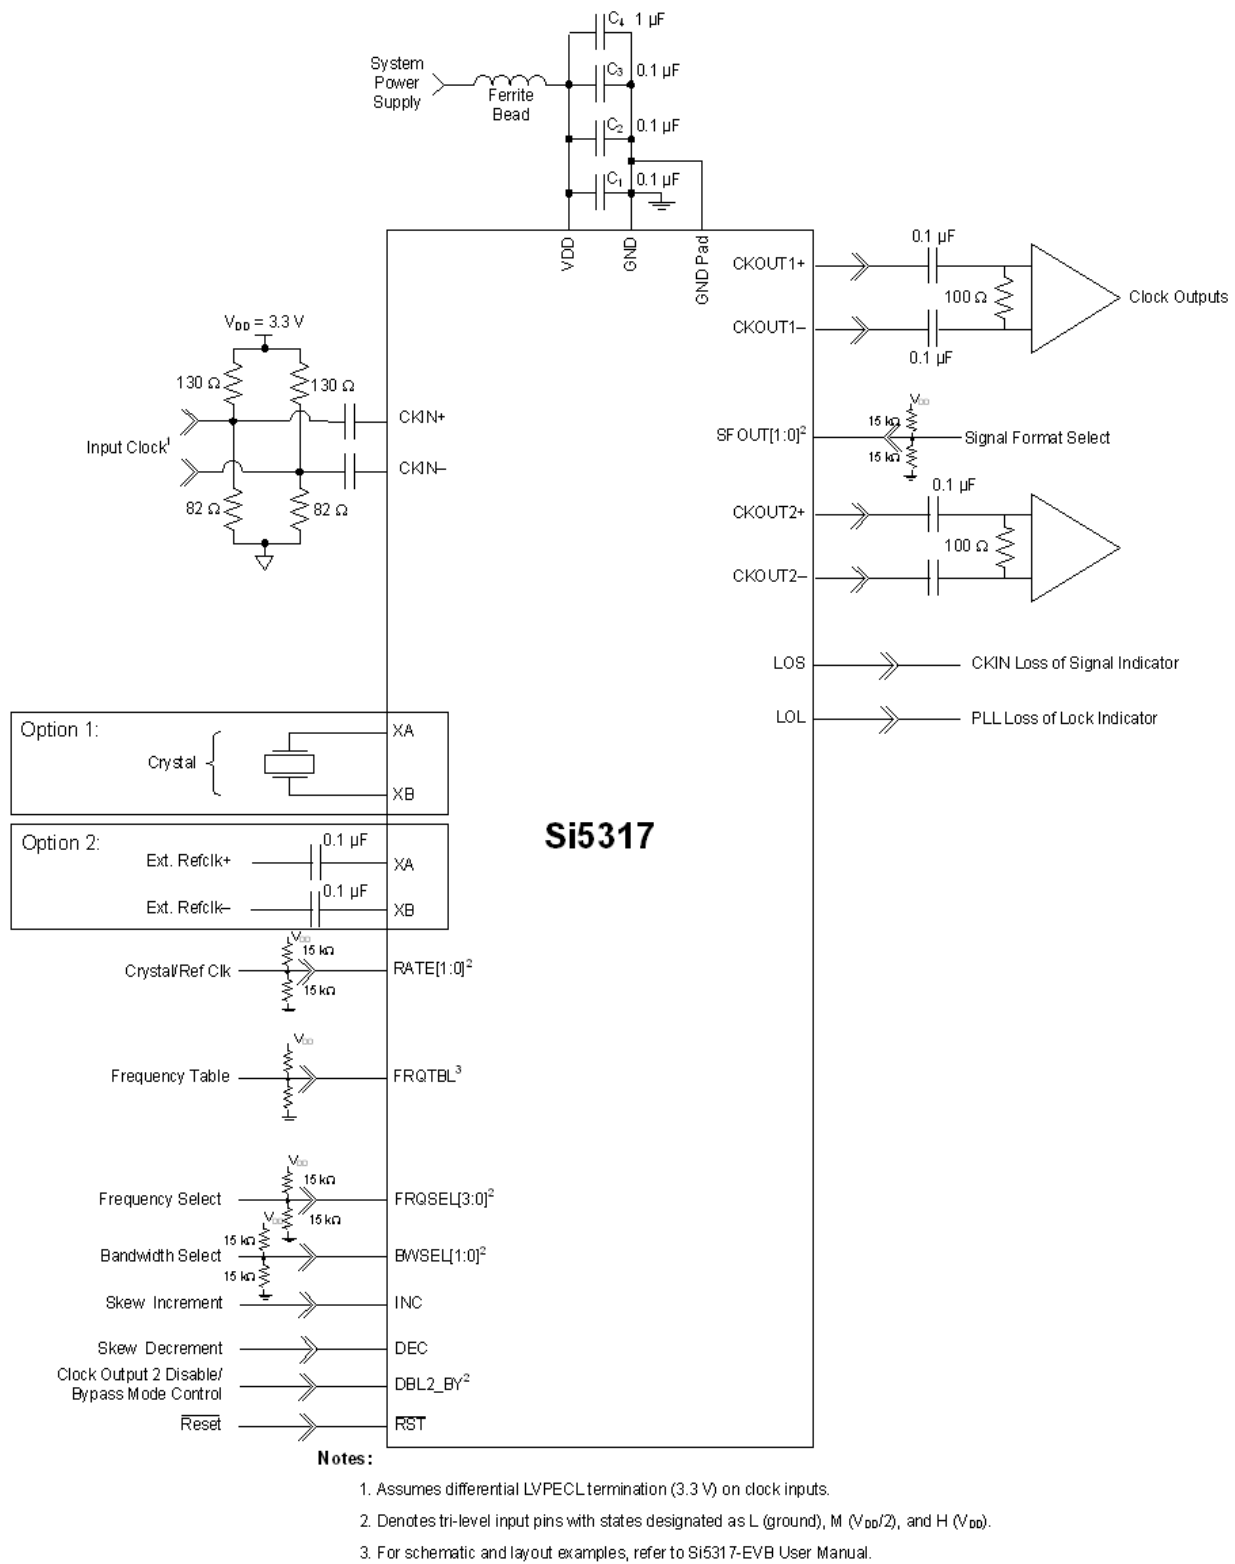 C4 1 µF
System
Power
Supply
Ferrite
Bead
C3 0.1 µF
C2 0.1 µF
C1 0.1 µF
VDD
GND
GND Pad
VDD = 3.3 V
130 Ω
130 Ω
Input Clock1
82 Ω
82 Ω
CKIN+
CKIN–
CKOUT1+
0.1 µF
100 Ω
Clock Outputs
CKOUT1–
0.1 µF
SFOUT[1:0]2
VDD
15 kΩ
15 kΩ
Signal Format Select
CKOUT2+
0.1 µF
100 Ω
CKOUT2–
LOS
CKIN Loss of Signal Indicator
LOL
PLL Loss of Lock Indicator
Option 1:
Crystal
XA
XB
Si5317
Option 2:
0.1 µF
Ext. Refclk+
XA
0.1 µF
Ext. Refclk–
XB
VDD
15 kΩ
Crystal/Ref Clk
RATE[1:0]2
15 kΩ
VDD
Frequency Table
FRQTBL3
VDD
15 kΩ
Frequency Select
FRQSEL[3:0]2
15 kΩ
VDD
15 kΩ
Bandwidth Select
BWSEL[1:0]2
15 kΩ
Skew Increment
INC
Skew Decrement
DEC
Clock Output 2 Disable/
Bypass Mode Control
DBL2_BY2
Reset
RST
Notes:
1. Assumes differential LVPECL termination (3.3 V) on clock inputs.
2. Denotes tri-level input pins with states designated as L (ground), M (VDD/2), and H (VDD).
3. For schematic and layout examples, refer to Si5317-EVB User Manual.